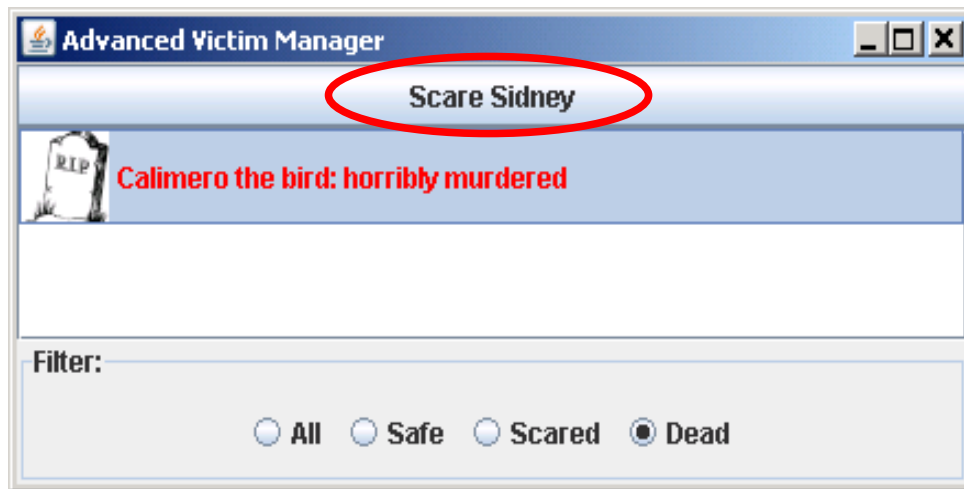 Advanced Victim Manager
Scare Sidney
RIP
Calimero the bird: horribly murdered
Filter:
All Safe Scared Dead